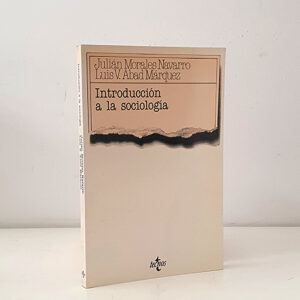 Julián Morales Navarro
Luis V. Abad Márquez
Introducción
a la sociología
tecnos